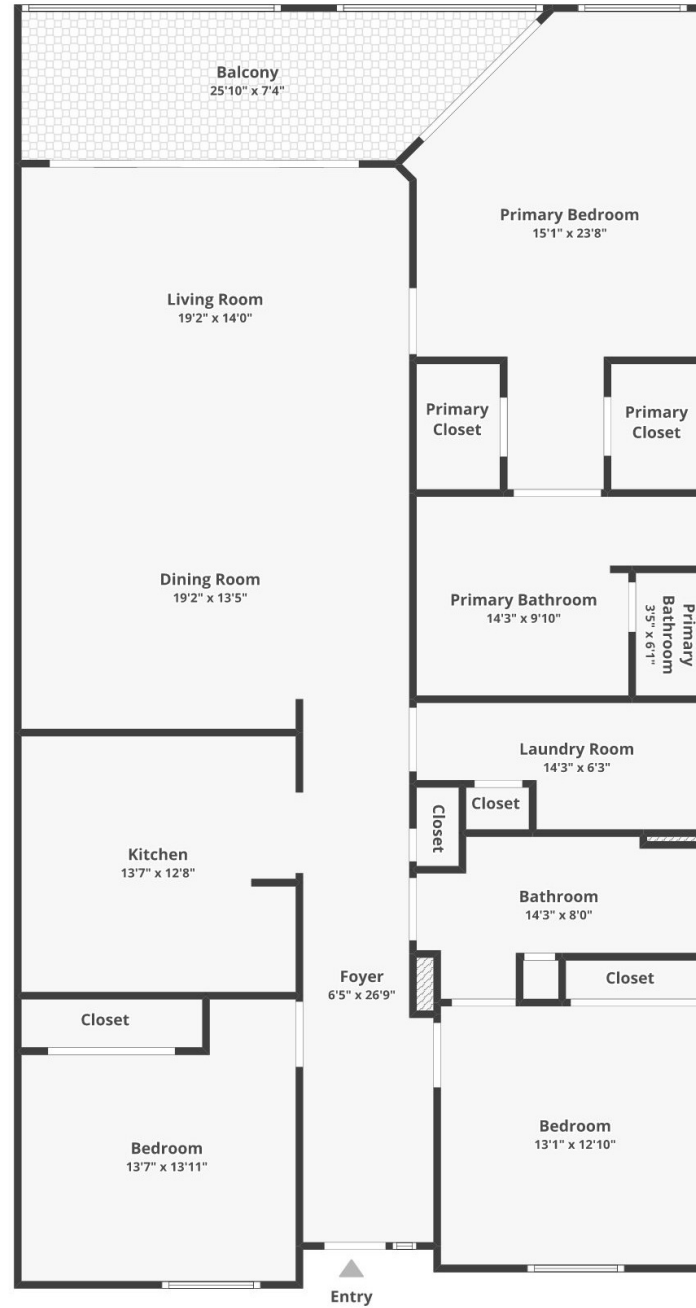 Balcony
25'10" x 7'4"
Primary Bedroom
15'1" x 23'8"
Living Room
19'2" x 14'0"
Primary
Closet
Primary
Closet
Dining Room
19'2" x 13'5"
Primary Bathroom
14'3" x 9'10"
Primary
Bathroom
3'5" x 6'1"
Laundry Room
14'3" x 6'3"
Closet
Closet
Kitchen
13'7" x 12'8"
Bathroom
14'3" x 8'0"
Foyer
6'5" x 26'9"
Closet
Closet
Bedroom
13'1" x 12'10"
Bedroom
13'7" x 13'11"
Entry